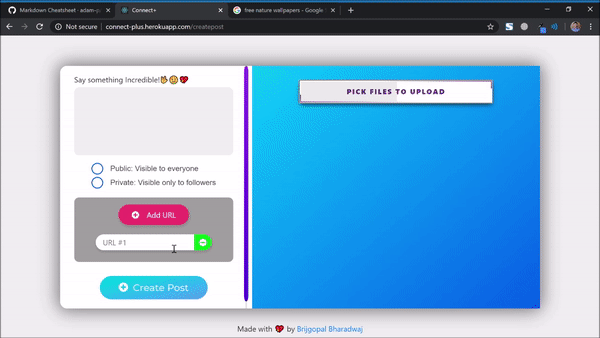 Markdown Cheatsheet · adam-p
Connect+
free nature wallpapers - Google
Not secure | connect-plus.herokuapp.com/createpost
Say something Incredible!
Public: Visible to everyone
Private: Visible only to followers
Add URL
URL #1
Create Post
PICK FILES TO UPLOAD
Made with by Brijgopal Bharadwaj